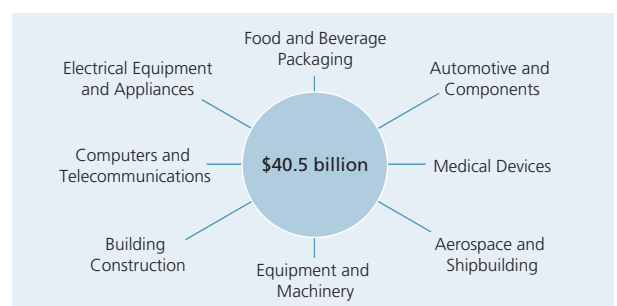 Food and Beverage
Packaging
Electrical Equipment
and Appliances
Automotive and
Components
Computers and
Telecommunications
$40.5 billion
Medical Devices
Building
Construction
Equipment and
Machinery
Aerospace and
Shipbuilding